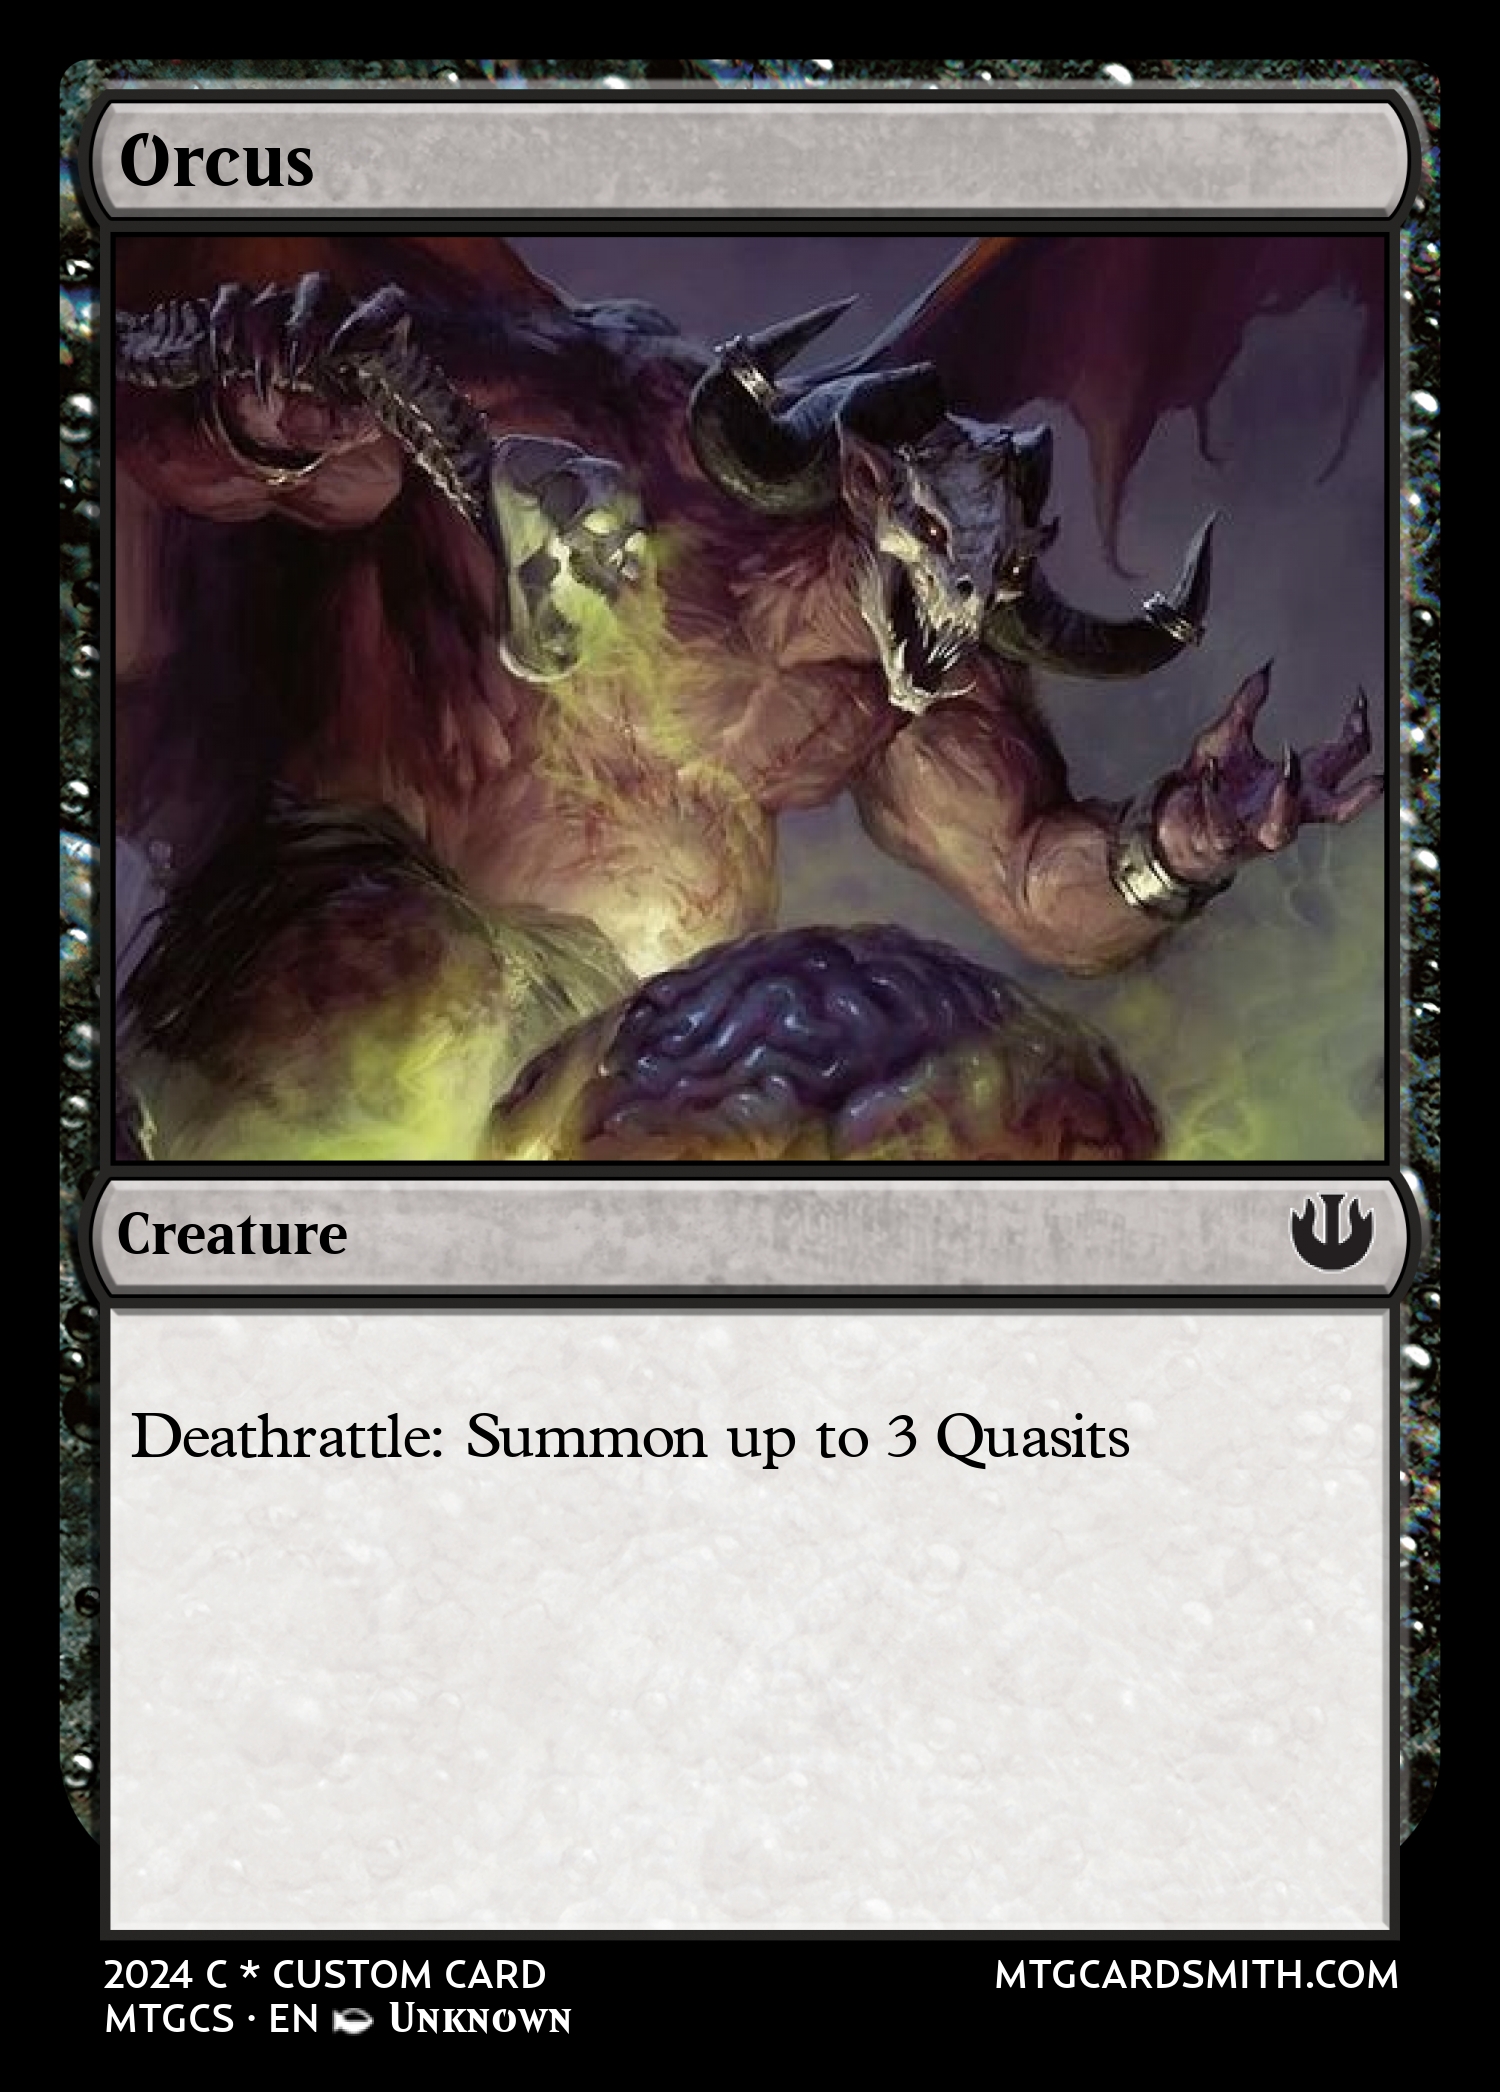 Orcus
Creature
Deathrattle: Summon up to 3 Quasits
2024 C * CUSTOM CARD
MTGCARDSMITH.COM
MTGCS · EN Unknown